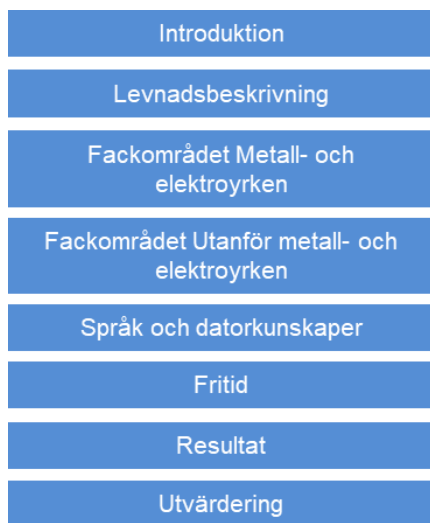 Introduktion
Levnadsbeskrivning
Fackområdet Metall- och
elektroyrken
Fackområdet Utanför metall- och
elektroyrken
Språk och datorkunskaper
Fritid
Resultat
Utvärdering